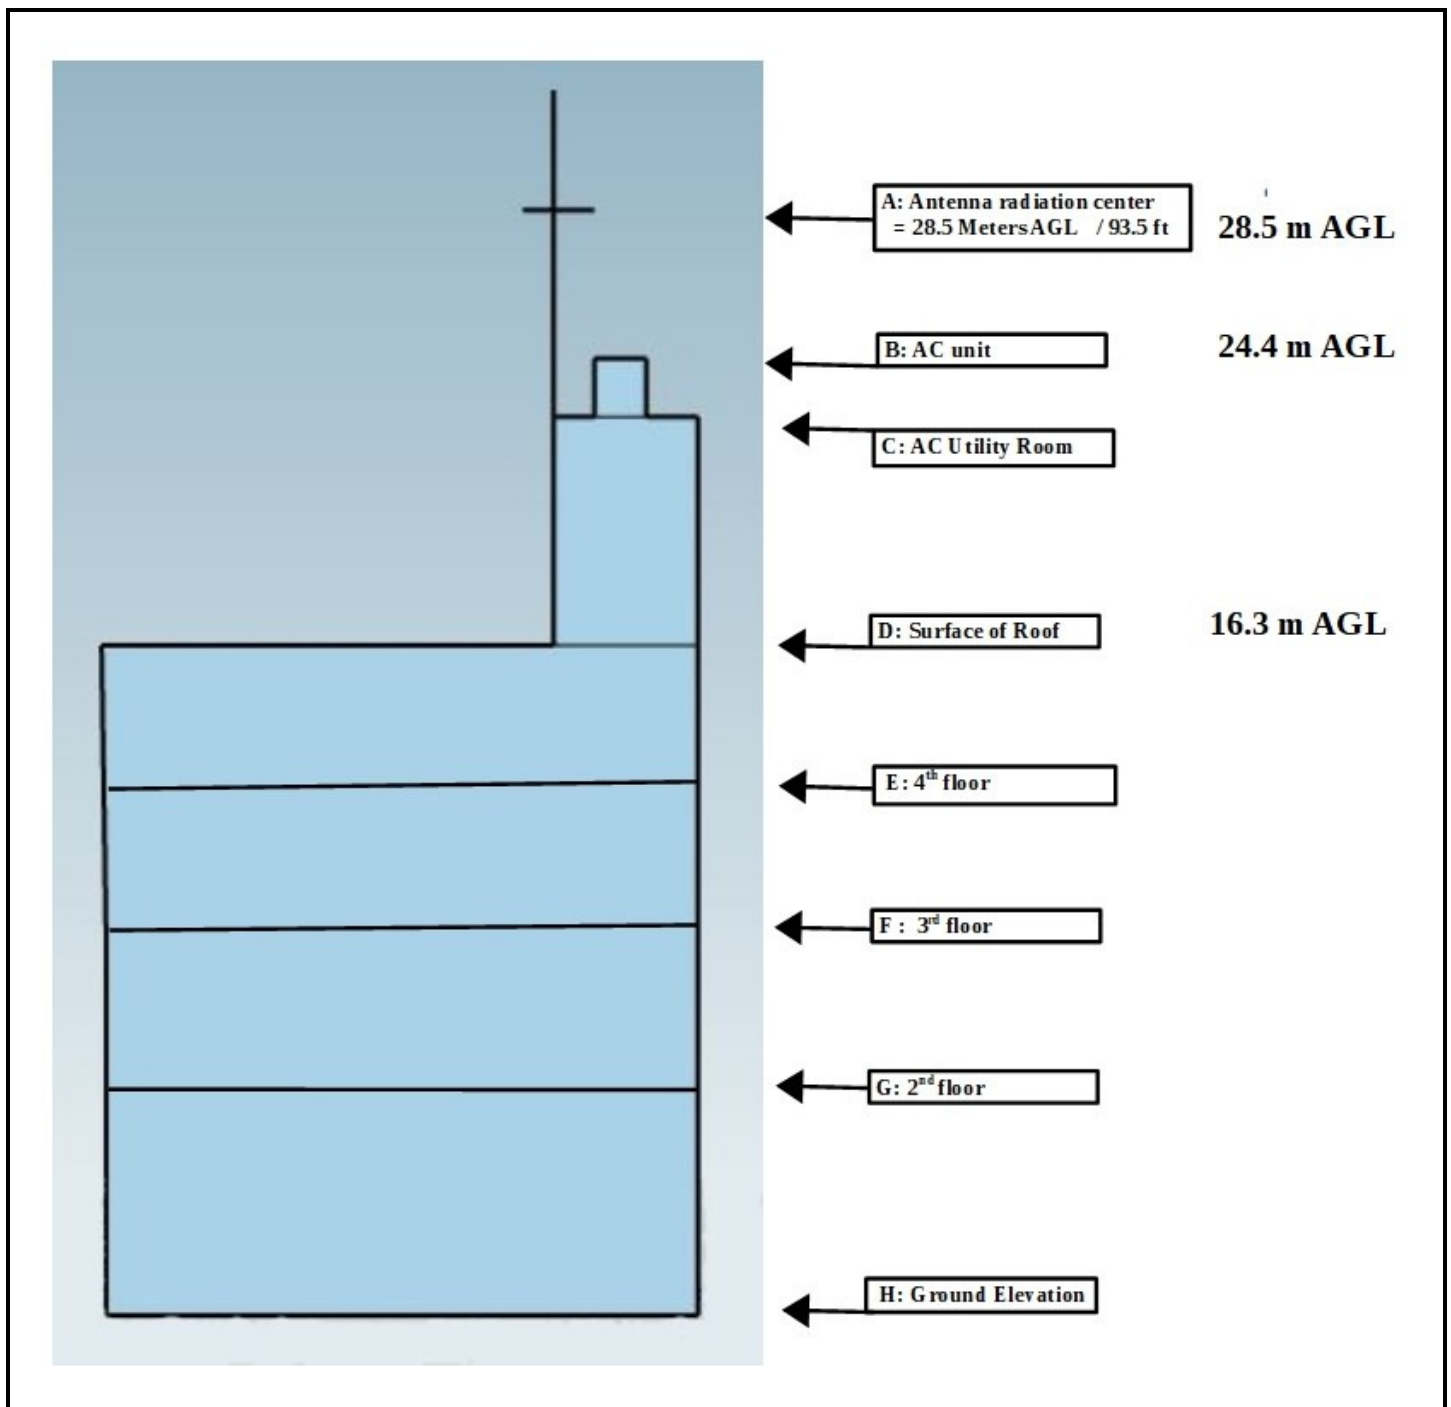 A: Antenna radiation center
= 28.5 Meters AGL / 93.5 ft
28.5 m AGL
B: AC unit
24.4 m AGL
C: AC Utility Room
D: Surface of Roof
16.3 m AGL
E: 4th floor
F : 3rd floor
G: 2nd floor
H: Ground Elevation